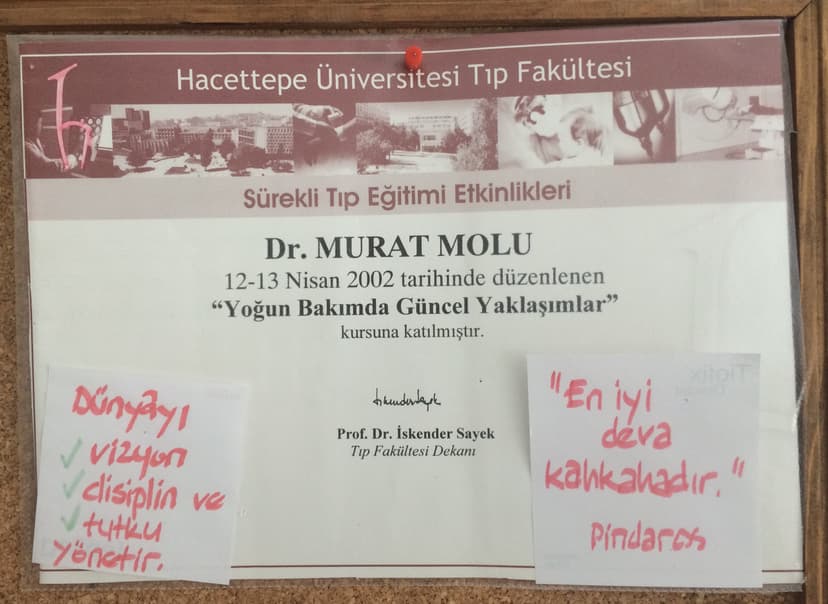 Hacettepe Üniversitesi Tıp Fakültesi
Sürekli Tıp Eğitimi Etkinlikleri
Dr. MURAT MOLU
12-13 Nisan 2002 tarihinde düzenlenen
“Yoğun Bakımda Güncel Yaklaşımlar”
kursuna katılmıştır.
Prof. Dr. İskender Sayek
Tıp Fakültesi Dekanı
Dünyayı
✓ vizyon
✓ disiplin ve
✓ tutku
yönetir.
"En iyi
deva
kahkahadır."
Pindaros